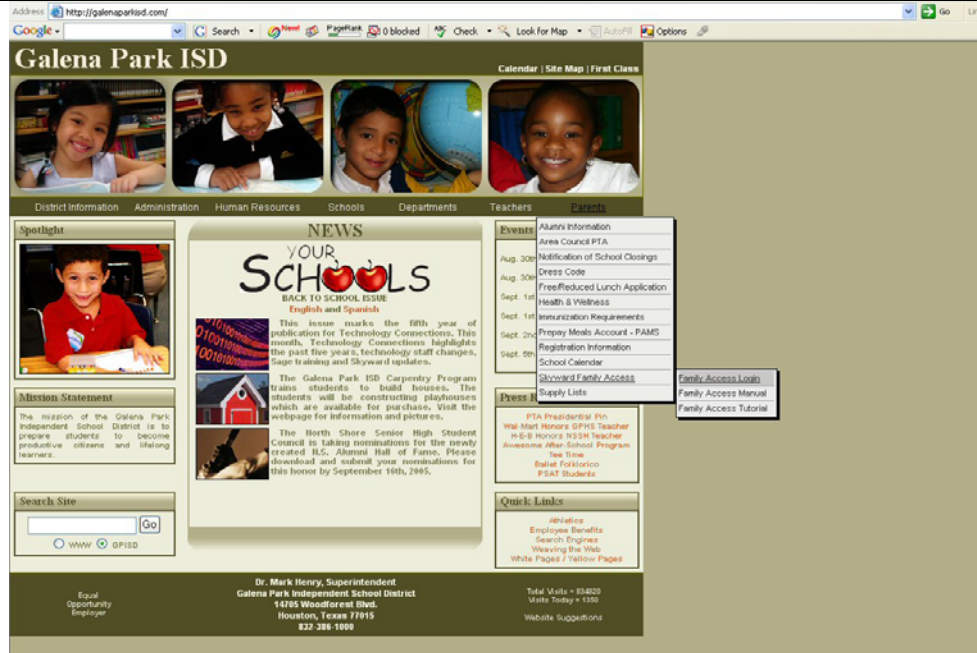 Address http://galenaparkisd.com/ Go
Google Search New! PageRank 0 blocked Check Look for Map AutoFill Options
Galena Park ISD
Calendar | Site Map | First Class
District Information Administration Human Resources Schools Departments Teachers Parents
Spotlight
Mission Statement
The mission of the Galena Park
Independent School District is to
prepare students to become
productive citizens and lifelong
learners.
Search Site
Go
WWW GPISD
NEWS
YOUR
SCHOOLS
BACK TO SCHOOL ISSUE
English and Spanish
This issue marks the fifth year of
publication for Technology Connections. This
month, Technology Connections highlights
the past five years, technology staff changes,
Sage training and Skyward updates.
The Galena Park ISD Carpentry Program
trains students to build houses. The
students will be constructing playhouses
which are available for purchase. Visit the
webpage for information and pictures.
The North Shore Senior High Student
Council is taking nominations for the newly
created H.S. Alumni Hall of Fame. Please
download and submit your nominations for
this honor by September 16th, 2005.
Events
Aug. 30th
Aug. 30th
Sept. 1st
Sept. 1st
Sept. 2nd
Sept. 5th
Alumni Information
Area Council PTA
Notification of School Closings
Dress Code
Free/Reduced Lunch Application
Health & Wellness
Immunization Requirements
Prepay Meals Account - PAMS
Registration Information
School Calendar
Skyward Family Access
Supply Lists
Family Access Login
Family Access Manual
Family Access Tutorial
Press
PTA Presidential Pin
Wal-Mart Honors GPHS Teacher
H-E-B Honors NSSH Teacher
Awesome After-School Program
Tee Time
Ballet Folklorico
PSAT Students
Quick Links
Athletics
Employee Benefits
Search Engines
Weaving the Web
White Pages / Yellow Pages
Equal
Opportunity
Employer
Dr. Mark Henry, Superintendent
Galena Park Independent School District
14705 Woodforest Blvd.
Houston, Texas 77015
832-386-1000
Total Visits = 834820
Visits Today = 1350
Website Suggestions